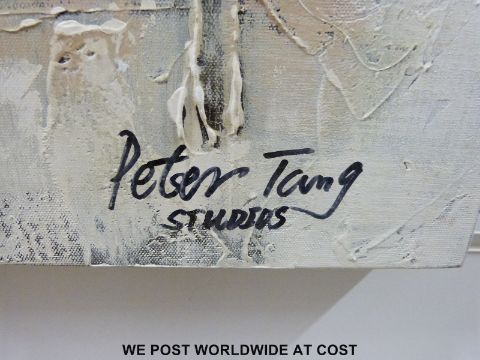 Peter Tang
STUDIOS
WE POST WORLDWIDE AT COST